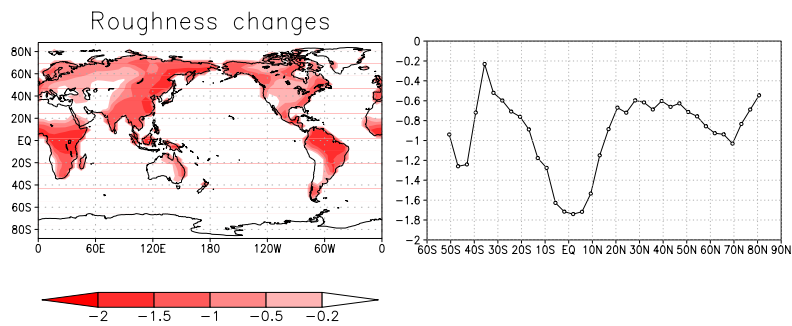 Roughness changes
80N
60N
40N
20N
EQ
20S
40S
60S
80S
0 60E 120E 180 120W 60W 0
-2 -1.5 -1 -0.5 -0.2
0
-0.2
-0.4
-0.6
-0.8
-1
-1.2
-1.4
-1.6
-1.8
-2
60S 50S 40S 30S 20S 10S EQ 10N 20N 30N 40N 50N 60N 70N 80N 90N